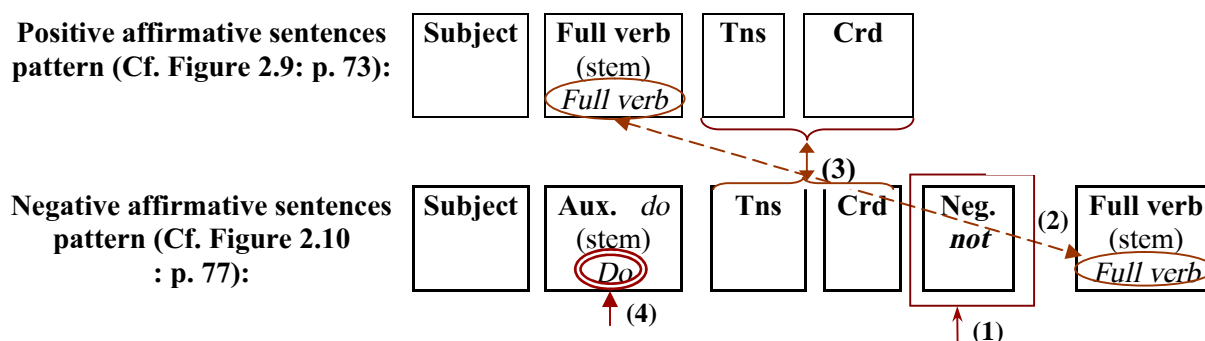 Positive affirmative sentences
pattern (Cf. Figure 2.9: p. 73):
Subject
Full verb
(stem)
Full verb
Tns
Crd
(3)
Negative affirmative sentences
pattern (Cf. Figure 2.10
: p. 77):
Subject
Aux. do
(stem)
Do
(4)
Tns
Crd
Neg.
not
(1)
(2)
Full verb
(stem)
Full verb